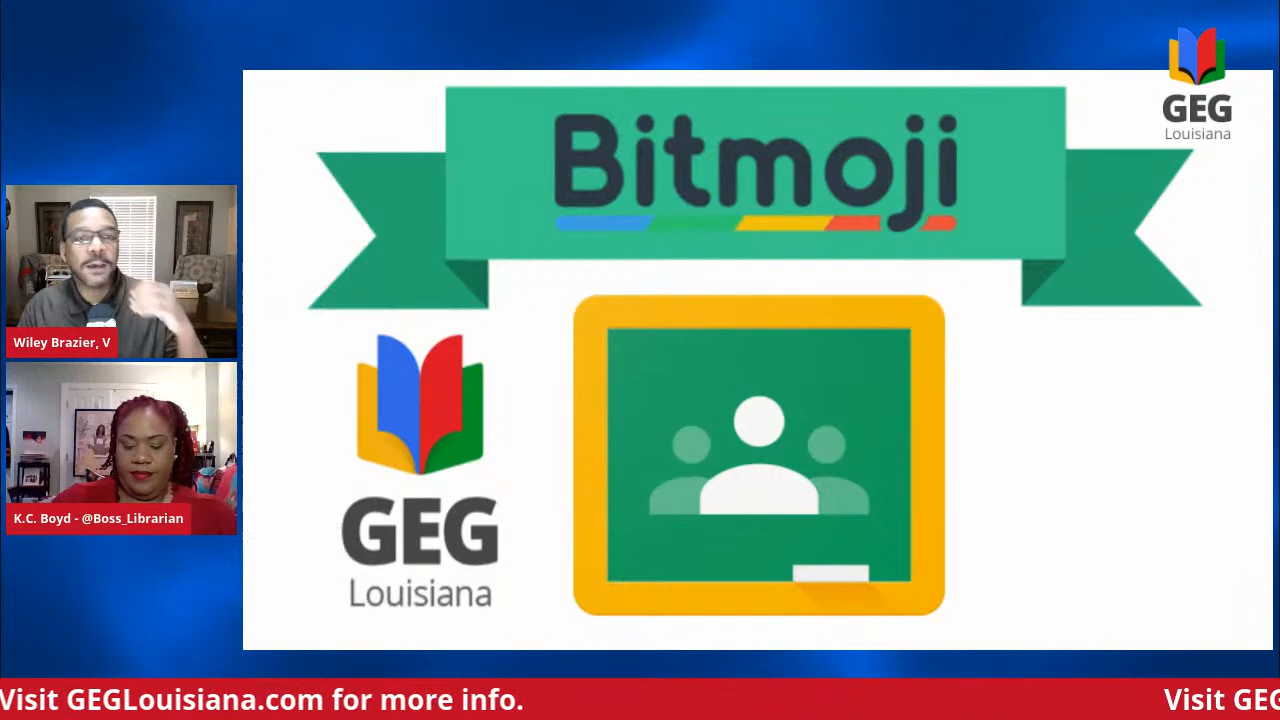 GEG
Louisiana
Bitmoji
Wiley Brazier, V
K.C. Boyd - @Boss_Librarian
GEG
Louisiana
Visit GEGLouisiana.com for more info.
Visit GEG